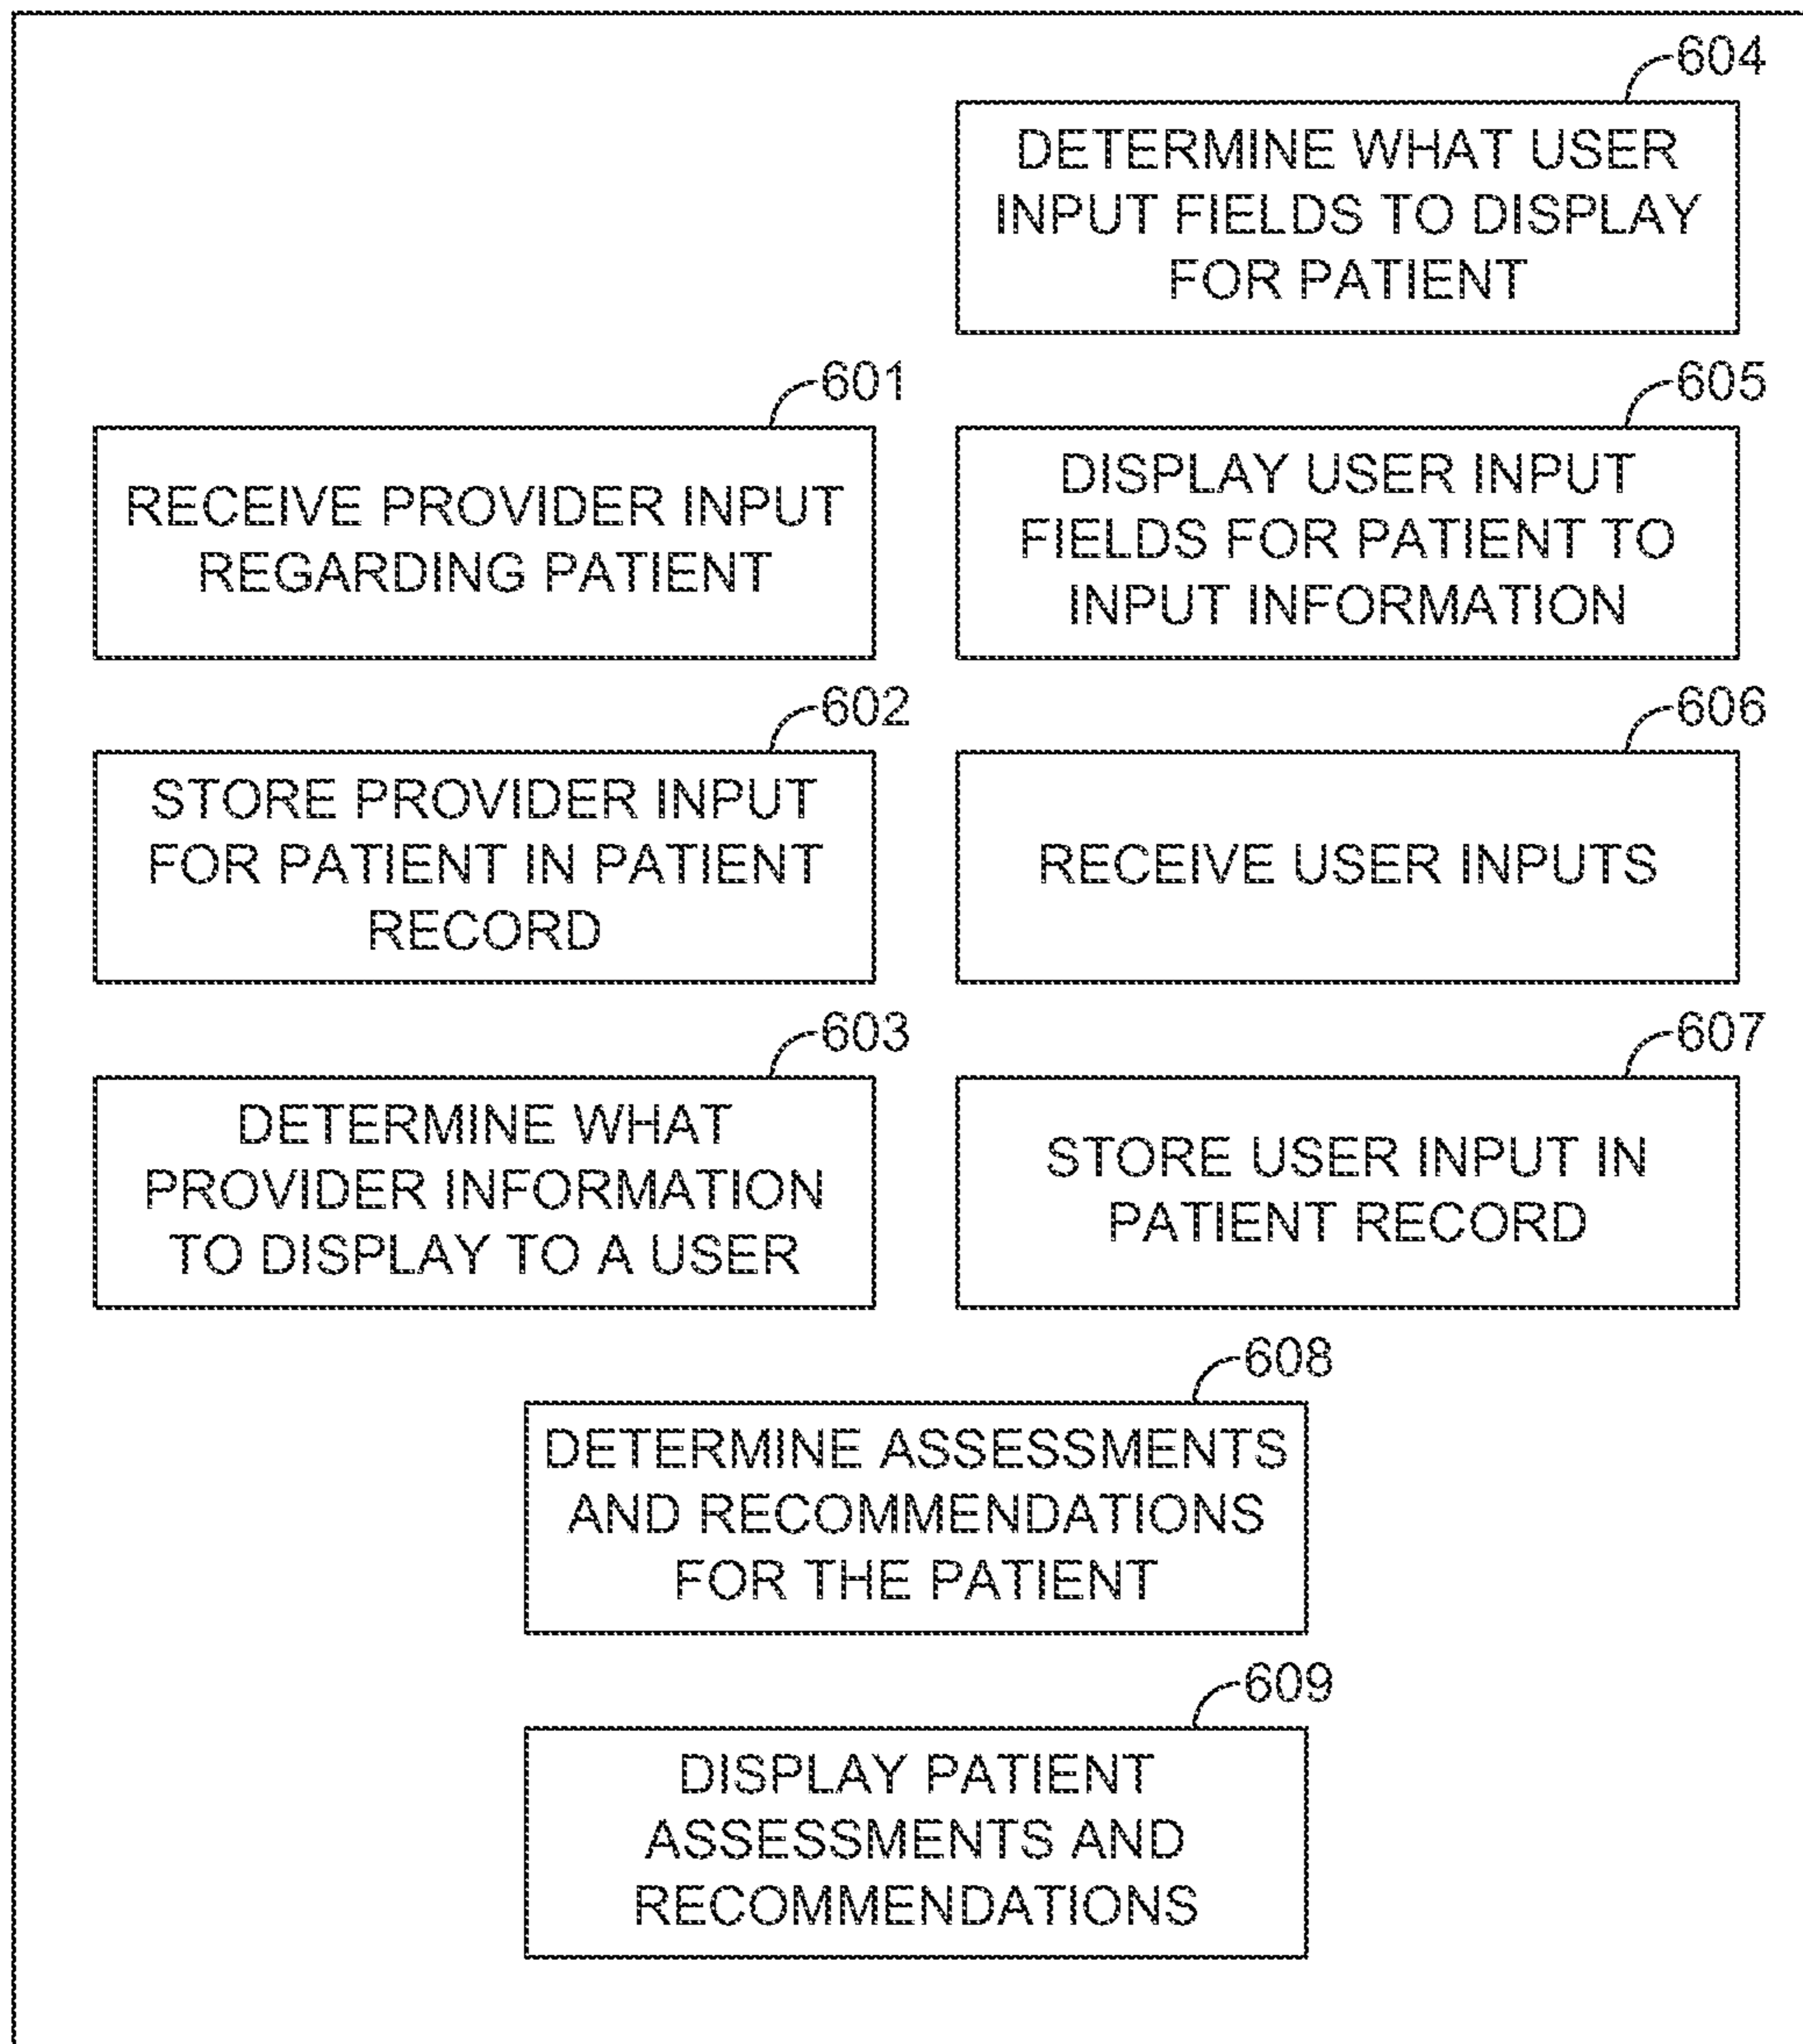 604
DETERMINE WHAT USER
INPUT FIELDS TO DISPLAY
FOR PATIENT
601
RECEIVE PROVIDER INPUT
REGARDING PATIENT
605
DISPLAY USER INPUT
FIELDS FOR PATIENT TO
INPUT INFORMATION
602
STORE PROVIDER INPUT
FOR PATIENT IN PATIENT
RECORD
606
RECEIVE USER INPUTS
603
DETERMINE WHAT
PROVIDER INFORMATION
TO DISPLAY TO A USER
607
STORE USER INPUT IN
PATIENT RECORD
608
DETERMINE ASSESSMENTS
AND RECOMMENDATIONS
FOR THE PATIENT
609
DISPLAY PATIENT
ASSESSMENTS AND
RECOMMENDATIONS